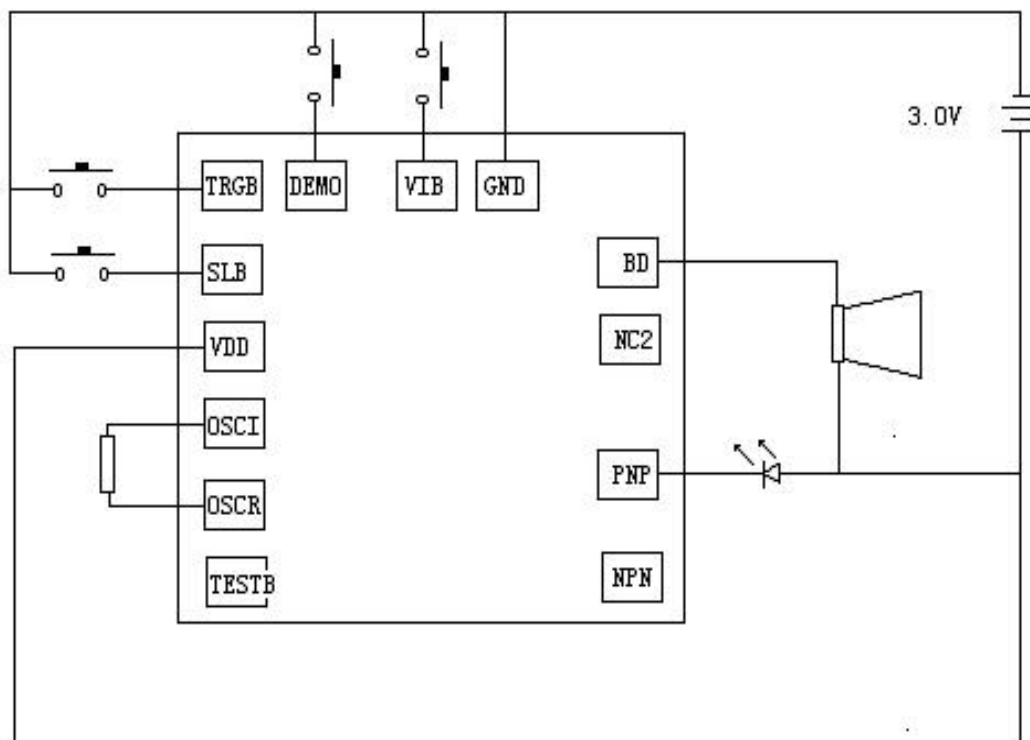 3.0V
TRGB DEMO VIB GND
BD
SLB
NC2
VDD
OSCI
PNP
OSCR
NPN
TESTB